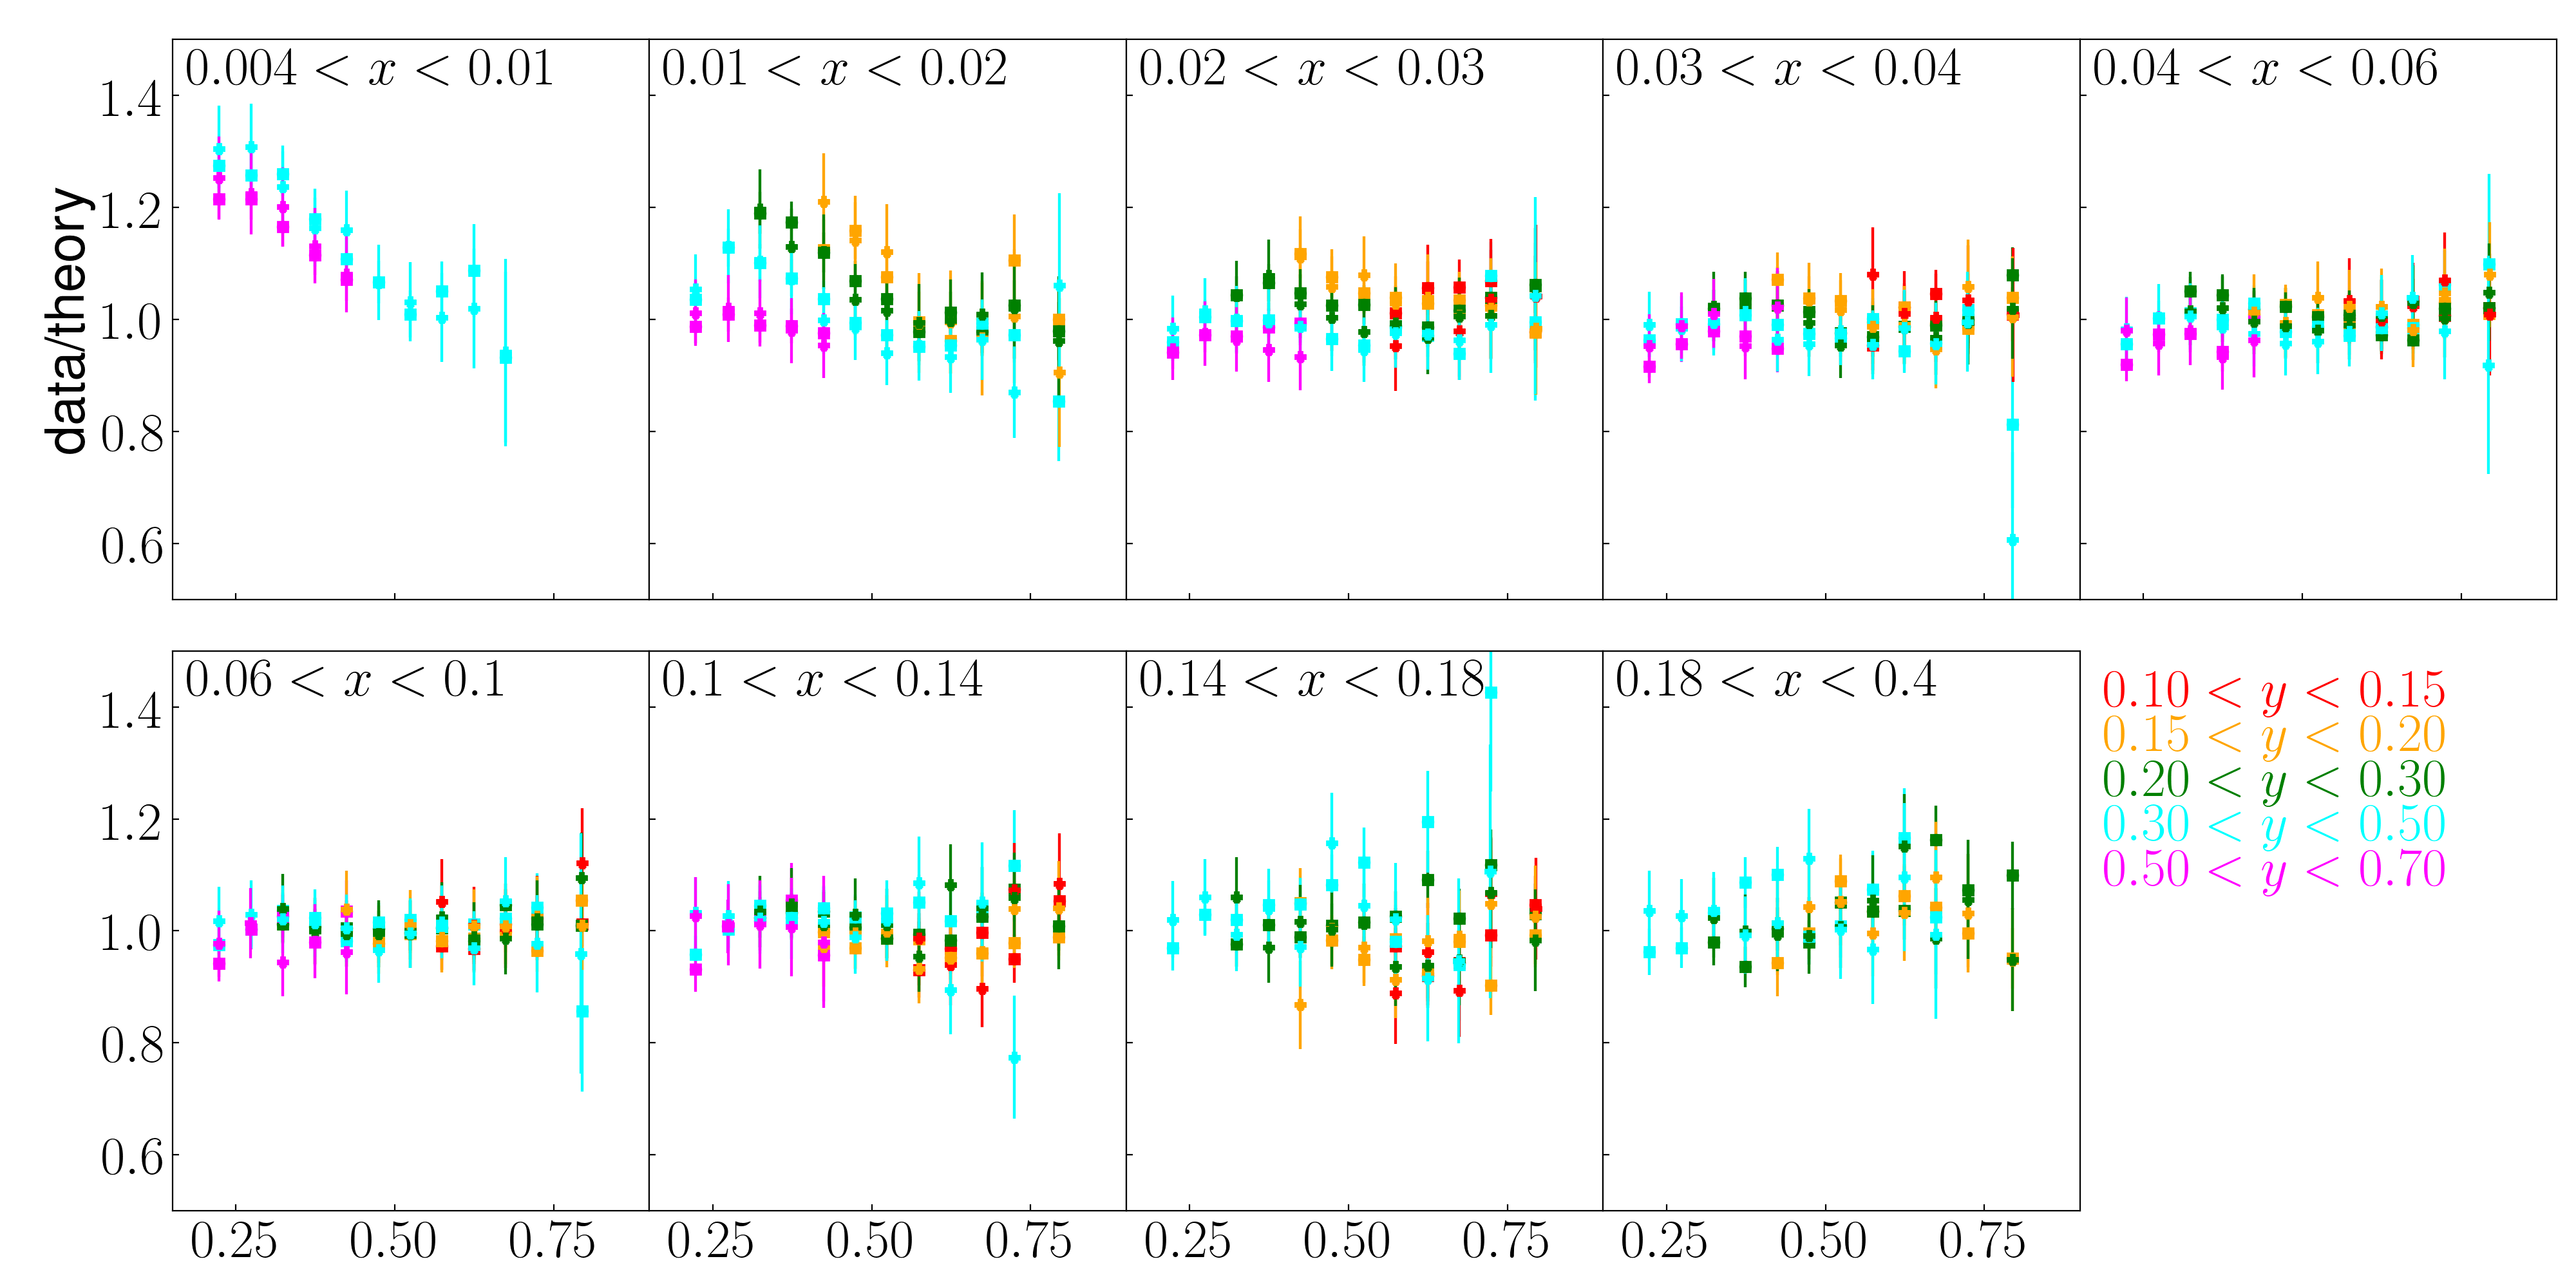 0.004 < x < 0.01
0.01 < x < 0.02
0.02 < x < 0.03
0.03 < x < 0.04
0.04 < x < 0.06
data/theory
1.4
1.2
1.0
0.8
0.6
0.06 < x < 0.1
0.1 < x < 0.14
0.14 < x < 0.18
0.18 < x < 0.4
1.4
1.2
1.0
0.8
0.6
0.10 < y < 0.15
0.15 < y < 0.20
0.20 < y < 0.30
0.30 < y < 0.50
0.50 < y < 0.70
0.25 0.50 0.75
0.25 0.50 0.75
0.25 0.50 0.75
0.25 0.50 0.75